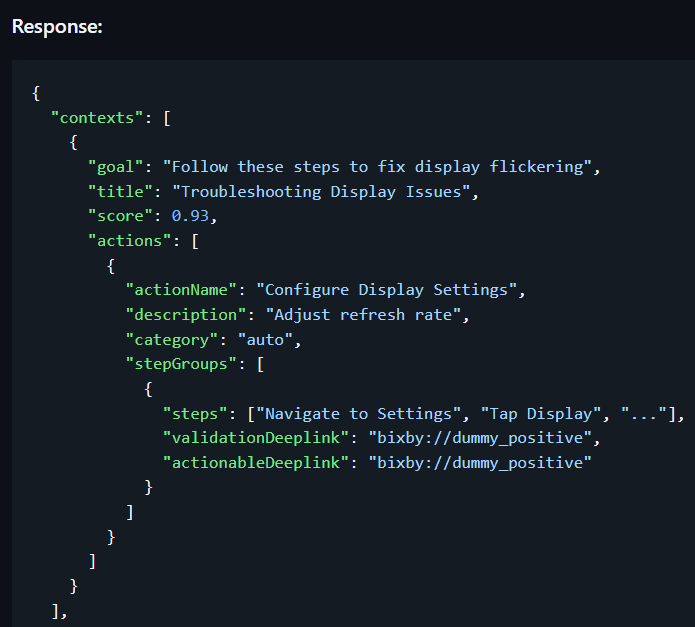 Response:
{
  "contexts": [
    {
      "goal": "Follow these steps to fix display flickering",
      "title": "Troubleshooting Display Issues",
      "score": 0.93,
      "actions": [
        {
          "actionName": "Configure Display Settings",
          "description": "Adjust refresh rate",
          "category": "auto",
          "stepGroups": [
            {
              "steps": ["Navigate to Settings", "Tap Display", "..."],
              "validationDeeplink": "bixby://dummy_positive",
              "actionableDeeplink": "bixby://dummy_positive"
            }
          ]
        }
      ]
    }
  ],